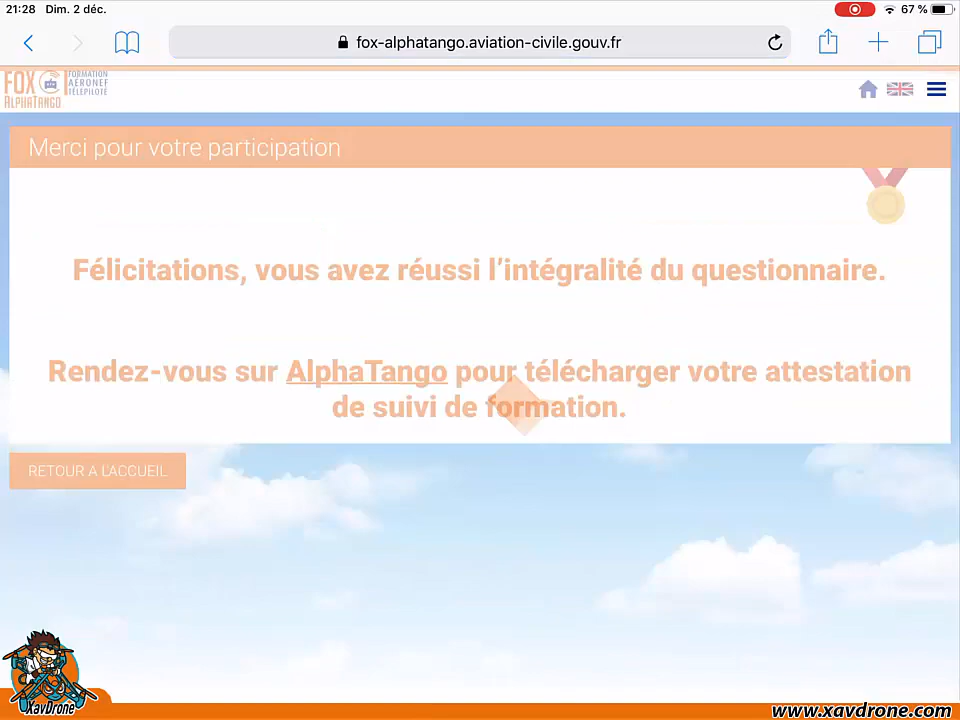 21:28 Dim. 2 déc.
67 %
fox-alphatango.aviation-civile.gouv.fr
FOX
ALPHATANGO
FORMATION
AÉRONEF
TÉLÉPILOTE
Merci pour votre participation
Félicitations, vous avez réussi l’intégralité du questionnaire.
Rendez-vous sur AlphaTango pour télécharger votre attestation
de suivi de formation.
RETOUR A L'ACCUEIL
XavDrone
www.xavdrone.com